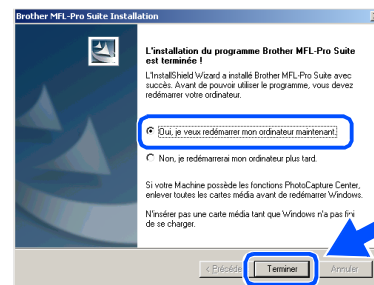 Brother MFL-Pro Suite Installation
L'installation du programme Brother MFL-Pro Suite
est terminée !
L'InstallShield Wizard a installé Brother MFL-Pro Suite avec
succès. Avant de pouvoir utiliser le programme, vous devez
redémarrer votre ordinateur.
Oui, je veux redémarrer mon ordinateur maintenant.
Non, je redémarrerai mon ordinateur plus tard.
Si votre Machine possède les fonctions PhotoCapture Center,
enlever toutes les cartes média avant de redémarrer Windows.
N'insérer pas une carte média tant que Windows n'a pas fini
de se charger.
< Précéde Terminer Annuler